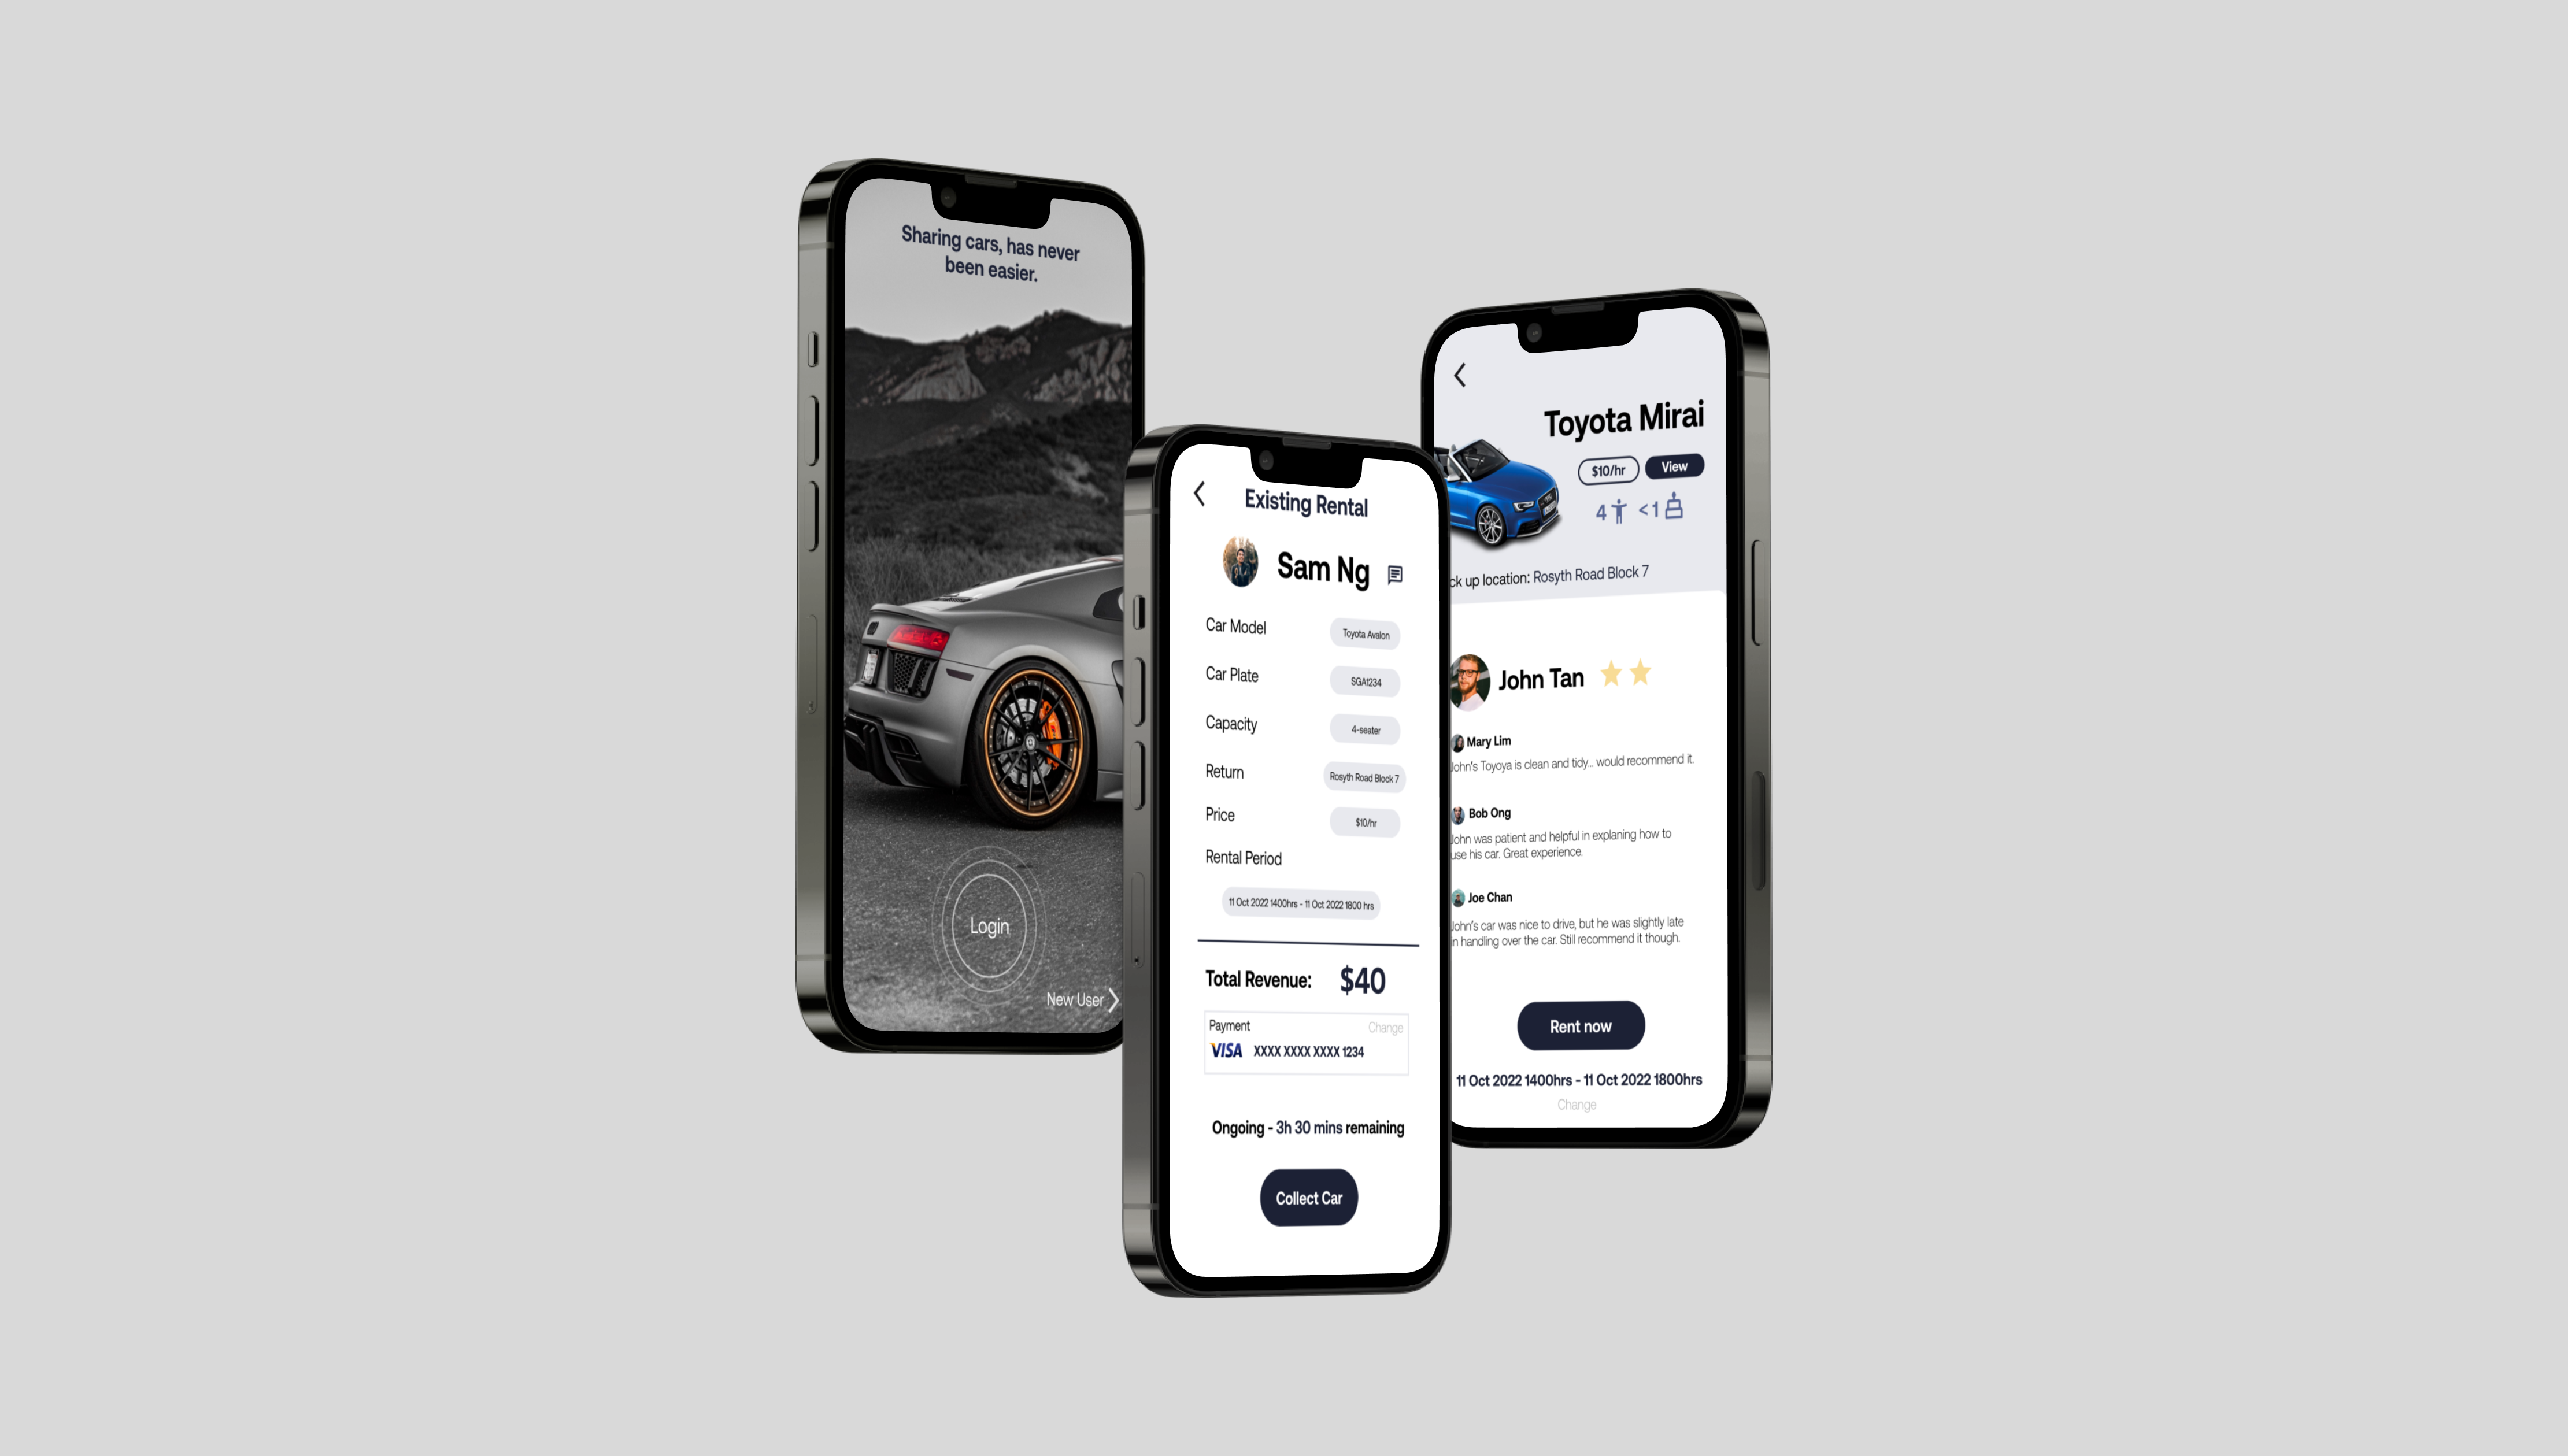 Sharing cars, has never
been easier.
Login
New User
Existing Rental
Sam Ng
Car Model
Toyota Avalon
Car Plate
SGA1234
Capacity
4-seater
Return
Rosyth Road Block 7
Price
$10/hr
Rental Period
11 Oct 2022 1400hrs - 11 Oct 2022 1800 hrs
Total Revenue: $40
Payment
Change
VISA XXXX XXXX XXXX 1234
Ongoing - 3h 30 mins remaining
Collect Car
Toyota Mirai
$10/hr
View
4 <1
ck up location: Rosyth Road Block 7
John Tan
Mary Lim
John's Toyoya is clean and tidy... would recommend it.
Bob Ong
John was patient and helpful in explaning how to
use his car. Great experience.
Joe Chan
John's car was nice to drive, but he was slightly late
in handling over the car. Still recommend it though.
Rent now
11 Oct 2022 1400hrs - 11 Oct 2022 1800hrs
Change